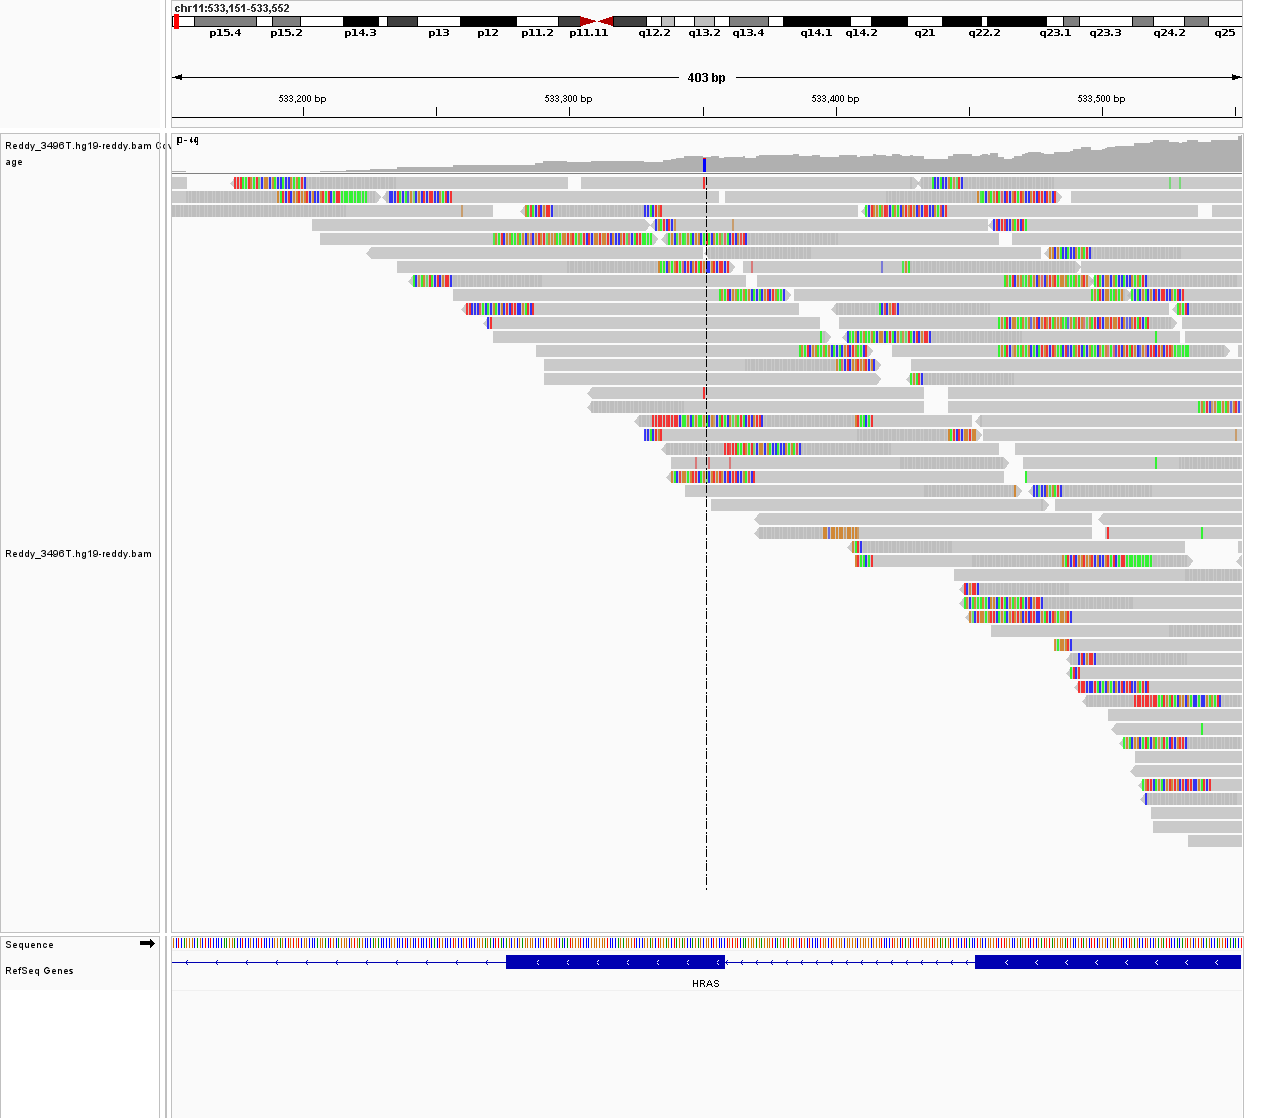 chr11:533,151-533,552
p15.4 p15.2 p14.3 p13 p12 p11.2 p11.11 q12.2 q13.2 q13.4 q14.1 q14.2 q21 q22.2 q23.1 q23.3 q24.2 q25
403 bp
533,200 bp 533,300 bp 533,400 bp 533,500 bp
Reddy_3496T.hg19-reddy.bam Cov
age
Reddy_3496T.hg19-reddy.bam
Sequence
RefSeq Genes
HRAS